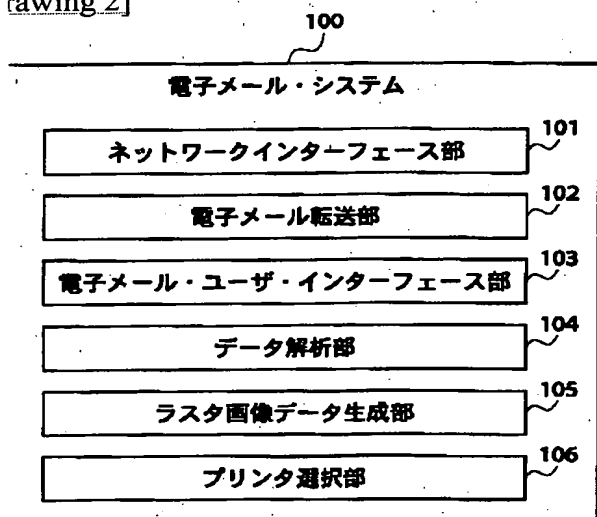 rawing 2]
100
電子メール・システム
ネットワークインターフェース部 101
電子メール転送部 102
電子メール・ユーザ・インターフェース部 103
データ解析部 104
ラスタ画像データ生成部 105
プリンタ選択部 106